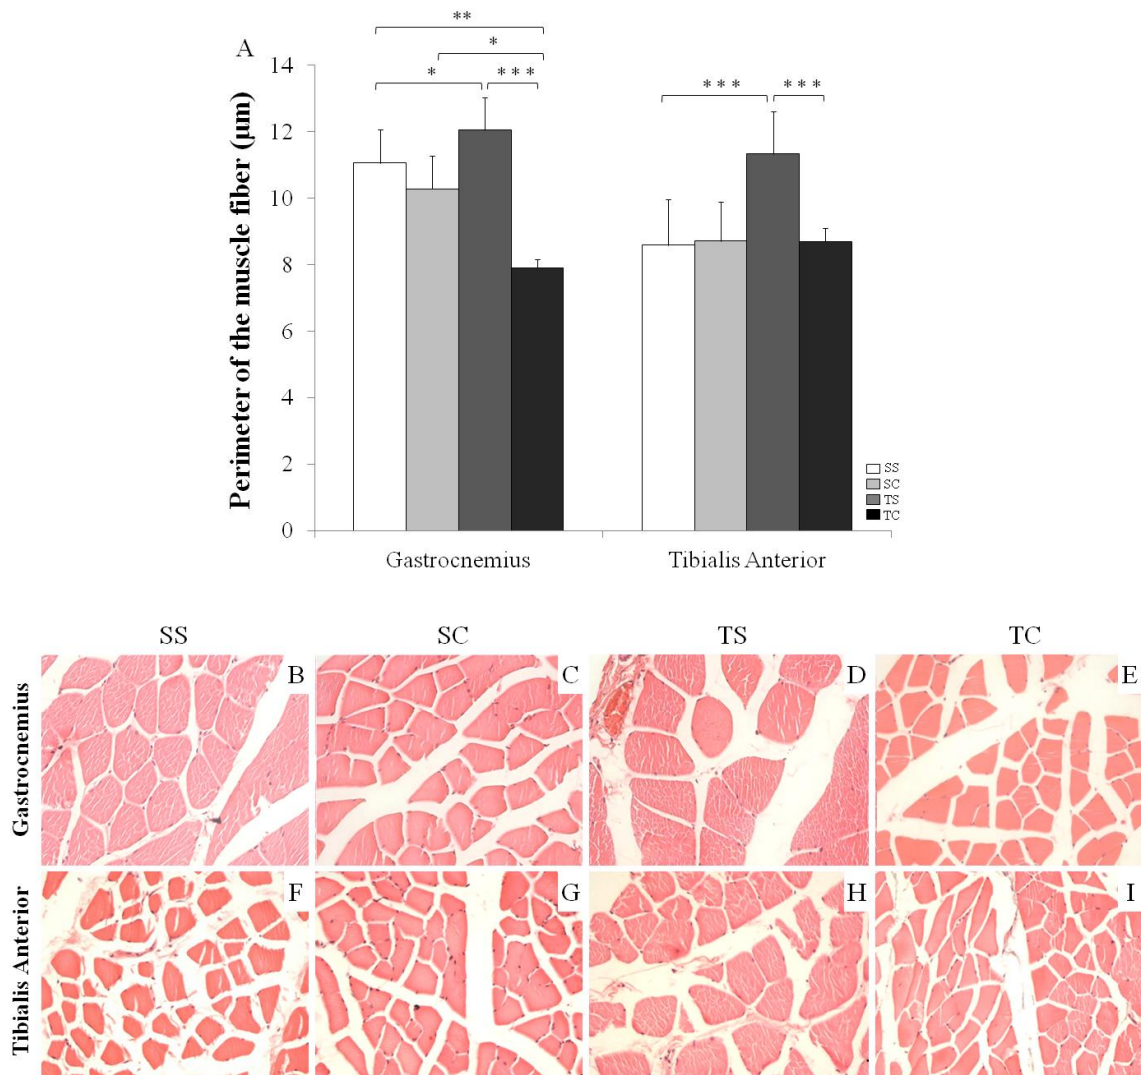 A
Perimeter of the muscle fiber (µm)
**
*
* ***
*** ***
14
12
10
8
6
4
2
0
Gastrocnemius Tibialis Anterior
SS
SC
TS
TC
SS SC TS TC
Gastrocnemius
B C D E
Tibialis Anterior
F G H I